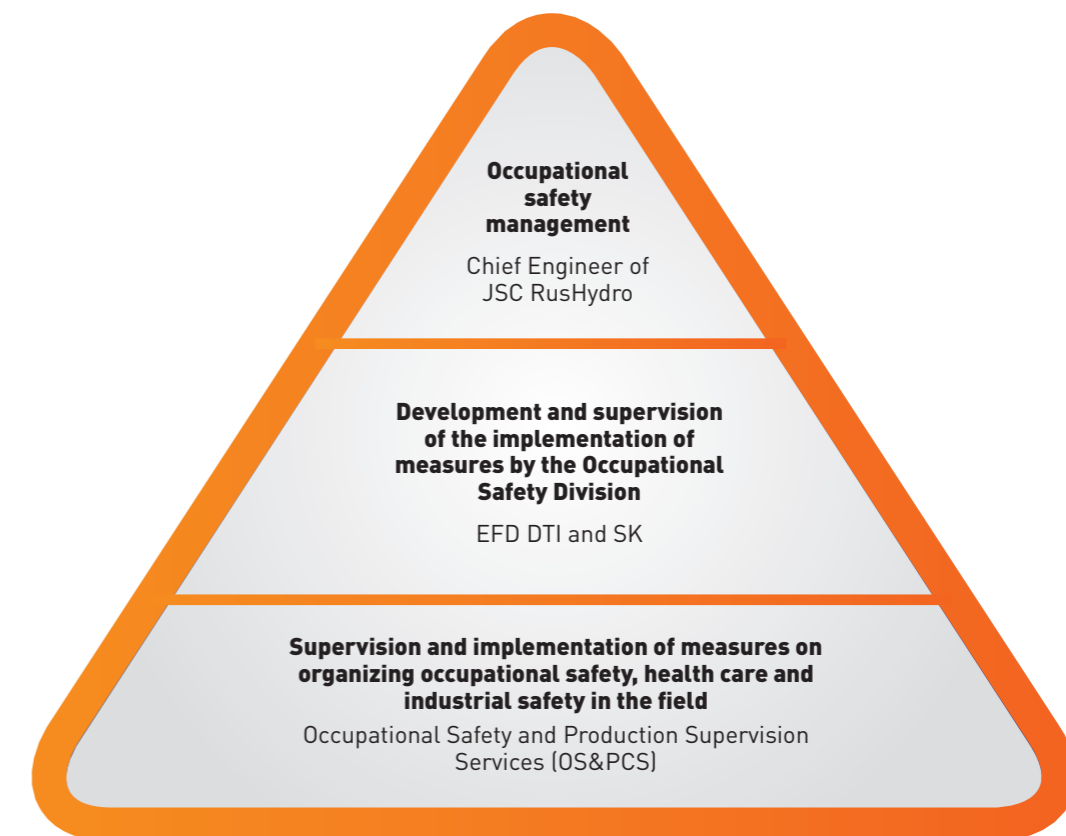 Occupational
safety
management
Chief Engineer of
JSC RusHydro
Development and supervision
of the implementation of
measures by the Occupational
Safety Division
EFD DTI and SK
Supervision and implementation of measures on
organizing occupational safety, health care and
industrial safety in the field
Occupational Safety and Production Supervision
Services (OS&PCS)